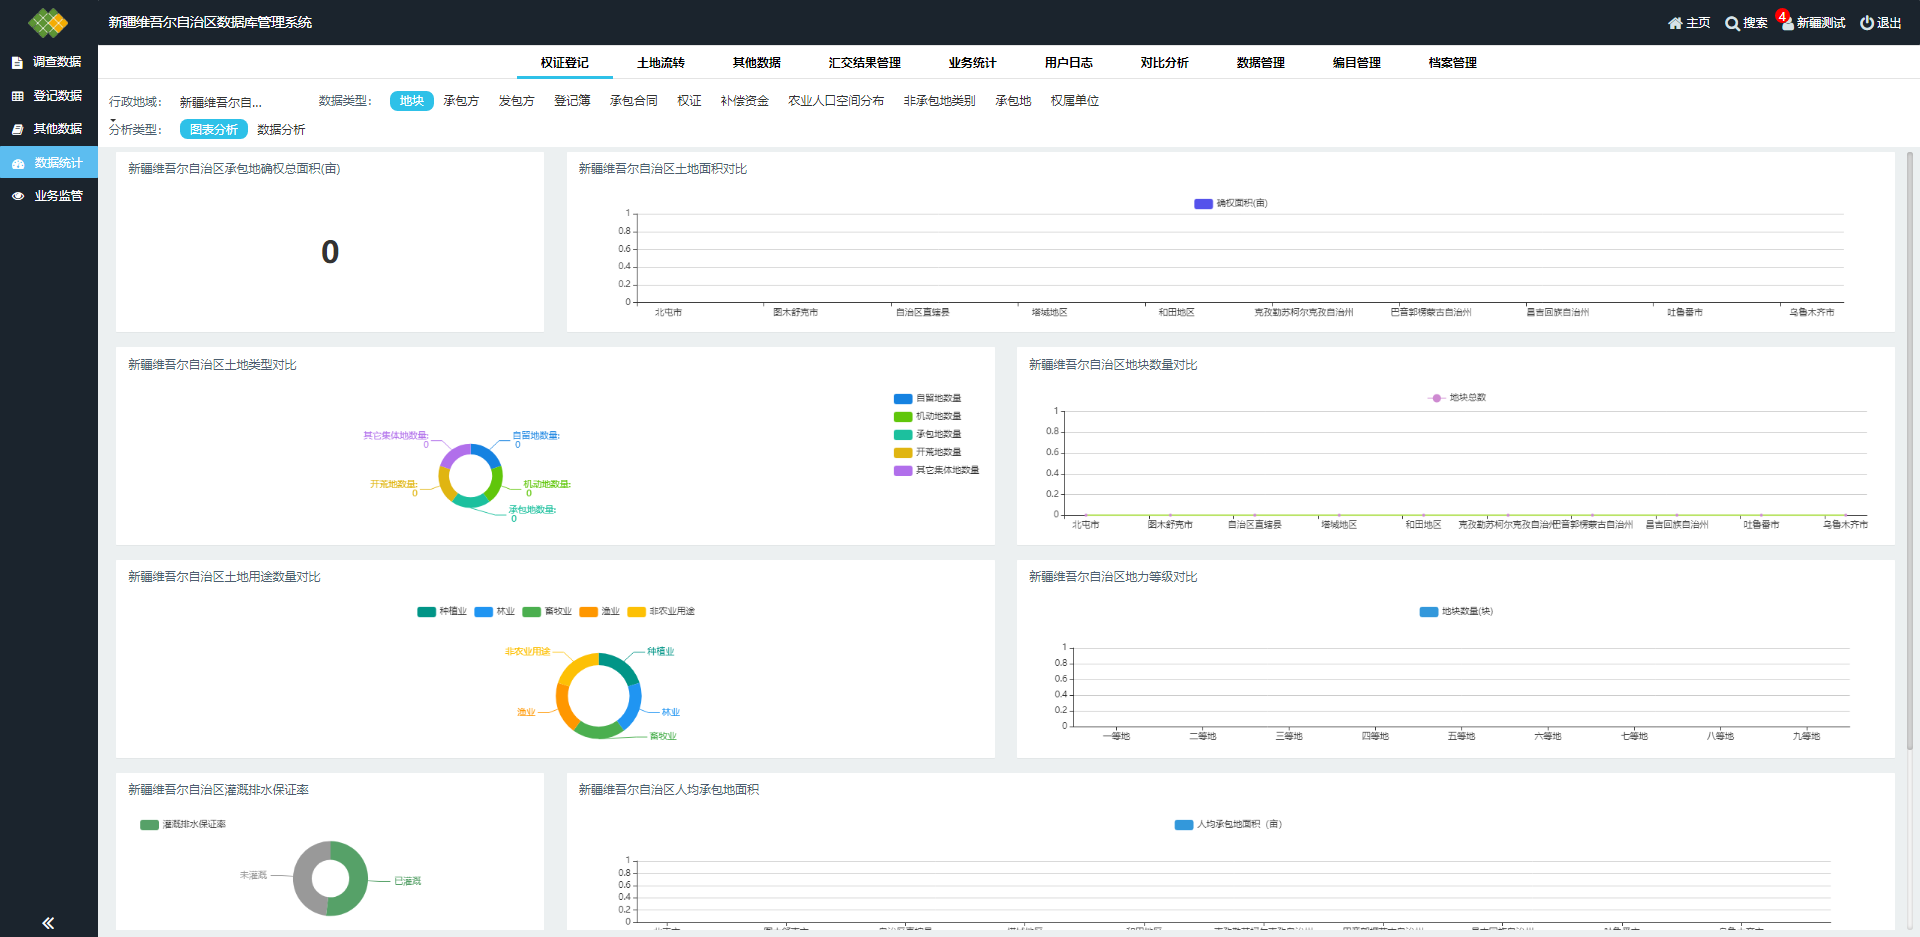 新疆维吾尔自治区数据库管理系统
主页 搜索 4 新疆测试 退出
调查数据
登记数据
其他数据
数据统计
业务监管
权证登记 土地流转 其他数据 汇交结果管理 业务统计 用户日志 对比分析 数据管理 编目管理 档案管理
行政地域: 新疆维吾尔自... 数据类型: 地块 承包方 发包方 登记簿 承包合同 权证 补偿资金 农业人口空间分布 非承包地类别 承包地 权属单位
分析类型: 图表分析 数据分析
新疆维吾尔自治区承包地确权总面积(亩)
0
新疆维吾尔自治区土地面积对比
确权面积(亩)
1
0.8
0.6
0.4
0.2
0
北屯市 图木舒克市 自治区直辖县 塔城地区 和田地区 克孜勒苏柯尔克孜自治州 巴音郭楞蒙古自治州 昌吉回族自治州 吐鲁番市 乌鲁木齐市
新疆维吾尔自治区土地类型对比
自留地数量
机动地数量
承包地数量
开荒地数量
其它集体地数量
其它集体地数量: 0
自留地数量: 0
开荒地数量: 0
机动地数量: 0
承包地数量: 0
新疆维吾尔自治区地块数量对比
地块总数
1
0.8
0.6
0.4
0.2
0
北屯市 图木舒克市 自治区直辖县 塔城地区 和田地区 克孜勒苏柯尔克孜自治州 巴音郭楞蒙古自治州 昌吉回族自治州 吐鲁番市 乌鲁木齐市
新疆维吾尔自治区土地用途数量对比
种植业 林业 畜牧业 渔业 非农业用途
非农业用途 种植业
渔业 林业
畜牧业
新疆维吾尔自治区地力等级对比
地块数量(块)
1
0.8
0.6
0.4
0.2
0
一等地 二等地 三等地 四等地 五等地 六等地 七等地 八等地 九等地
新疆维吾尔自治区灌溉排水保证率
灌溉排水保证率
未灌溉 已灌溉
新疆维吾尔自治区人均承包地面积
人均承包地面积（亩）
1
0.8
0.6
0.4
0.2
0